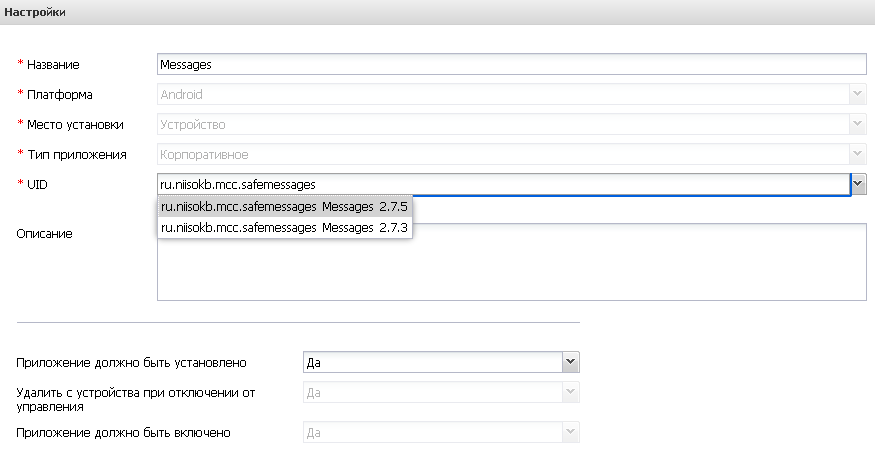 Настройки
* Название Messages
* Платформа Android
* Место установки Устройство
* Тип приложения Корпоративное
* UID ru.niisokb.mcc.safemessages
ru.niisokb.mcc.safemessages Messages 2.7.5
ru.niisokb.mcc.safemessages Messages 2.7.3
Описание
Приложение должно быть установлено Да
Удалить с устройства при отключении от
управления Да
Приложение должно быть включено Да